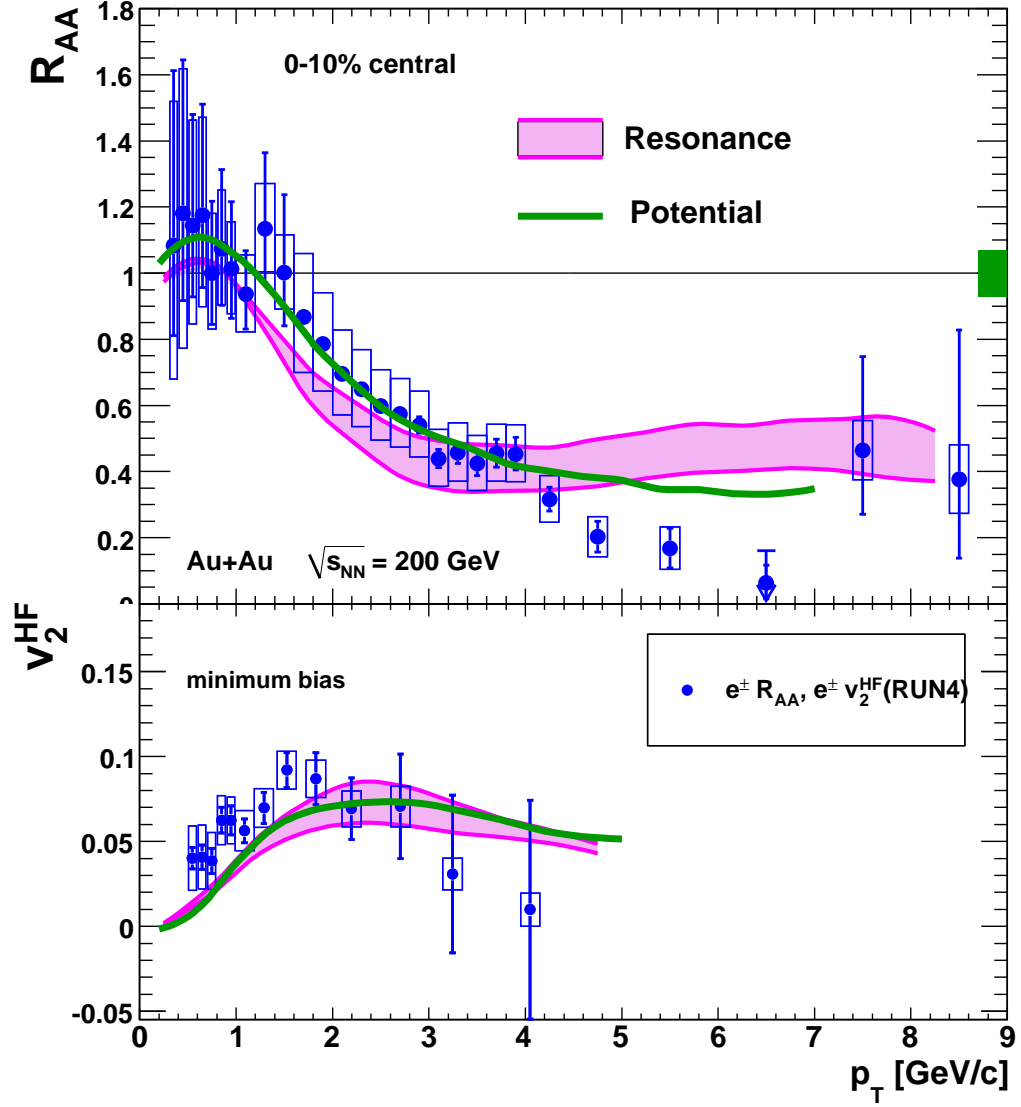 R_AA
0-10% central
Resonance
Potential
1.8
1.6
1.4
1.2
1
0.8
0.6
0.4
0.2
0
Au+Au √s_NN = 200 GeV
v_2^HF
minimum bias
e^± R_AA, e^± v_2^HF(RUN4)
0.15
0.1
0.05
0
-0.05
0 1 2 3 4 5 6 7 8 9
p_T [GeV/c]